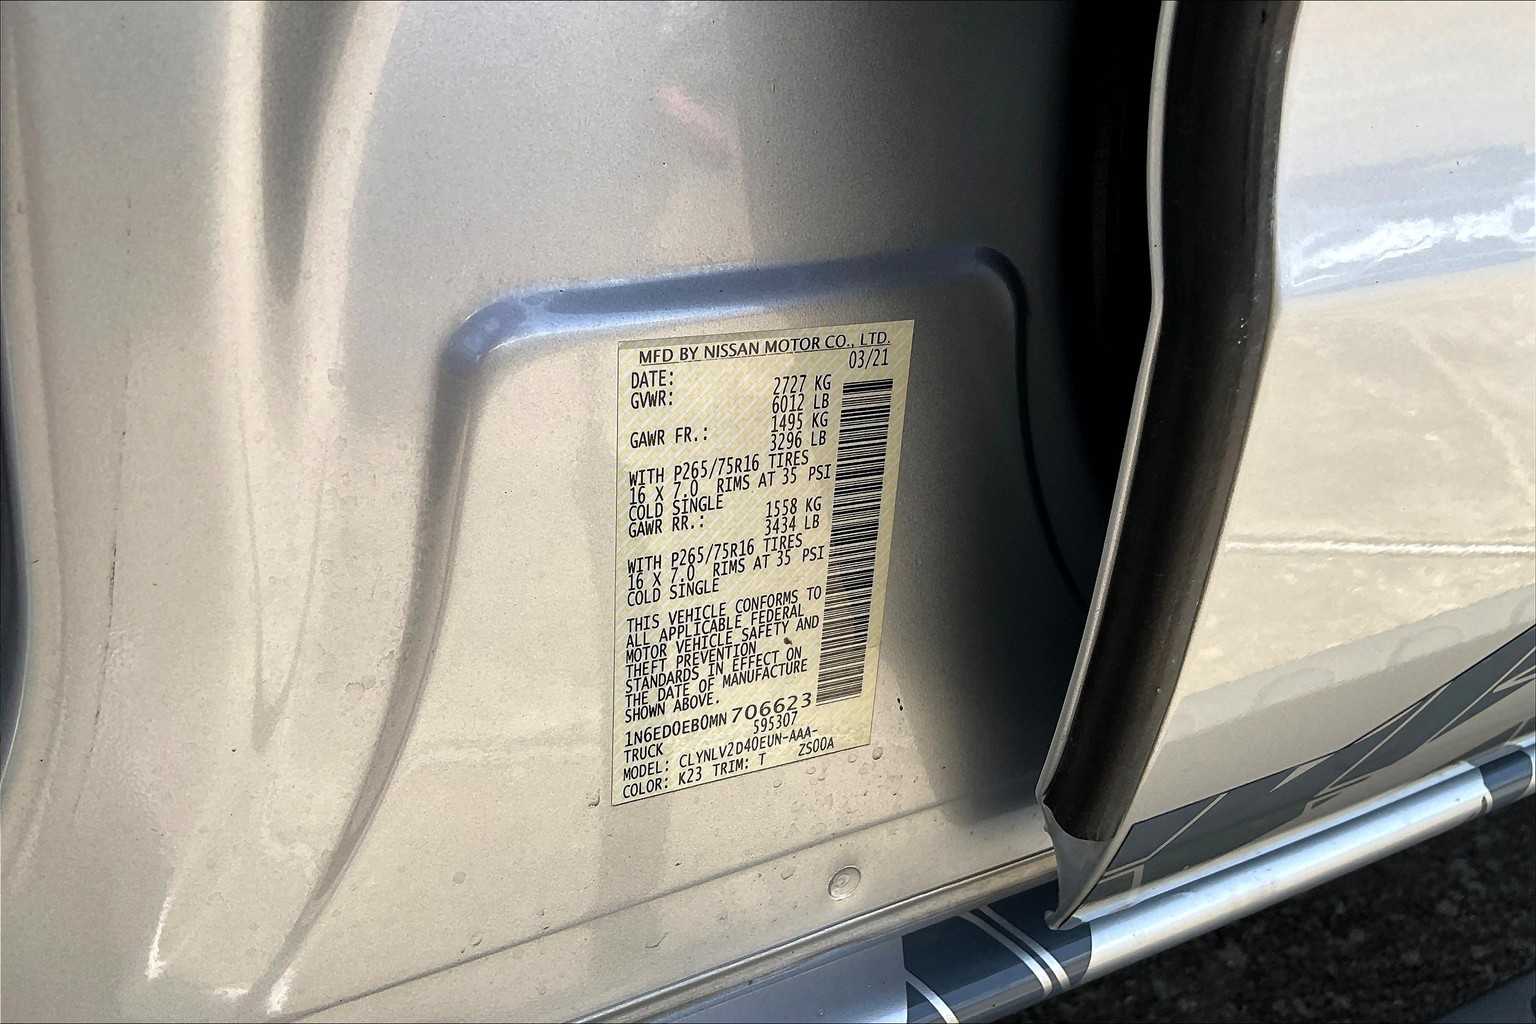 MFD BY NISSAN MOTOR CO., LTD.
DATE: 03/21
GVWR: 2727 KG
6012 LB
GAWR FR.: 1495 KG
3296 LB
WITH P265/75R16 TIRES
16 X 7.0 RIMS AT 35 PSI
COLD SINGLE
GAWR RR.: 1558 KG
3434 LB
WITH P265/75R16 TIRES
16 X 7.0 RIMS AT 35 PSI
COLD SINGLE
THIS VEHICLE CONFORMS TO
ALL APPLICABLE FEDERAL
MOTOR VEHICLE SAFETY AND
THEFT PREVENTION
STANDARDS IN EFFECT ON
THE DATE OF MANUFACTURE
SHOWN ABOVE.
1N6ED0EB0MN706623
TRUCK 595307
MODEL: CLYNLV2D40EUN-AAA-
COLOR: K23 TRIM: T ZS00A